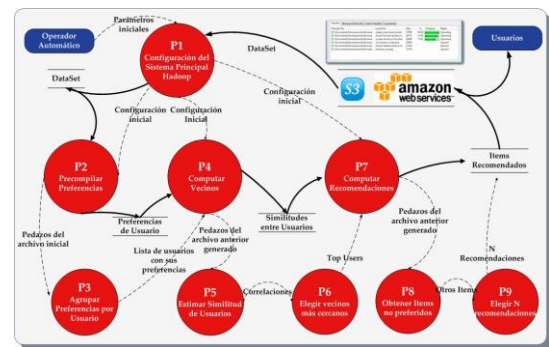 Operador
Automático
Parámetros
iniciales
P1
Configuración del
Sistema Principal
Hadoop
DataSet
Usuarios
S3
amazon
webservices
DataSet
Configuración
inicial
Configuración
Inicial
Configuración
inicial
P2
Precompilar
Preferencias
P4
Computar
Vecinos
P7
Computar
Recomendaciones
Items
Recomendados
Preferencias
de Usuario
Similitudes
entre Usuarios
Pedazos del
archivo inicial
Lista de usuarios
con sus
preferencias
Pedazos del
archivo anterior
generado
Top Users
Pedazos del
archivo anterior
generado
N
Recomendaciones
P3
Agrupar
Preferencias por
Usuario
P5
Estimar Similitud
de Usuarios
Correlaciones
P6
Elegir vecinos
más cercanos
P8
Obtener Items
no preferidos
Otros Items
P9
Elegir N
recomendaciones